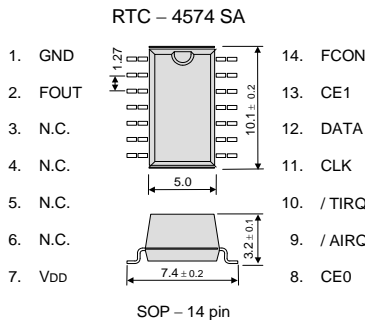 RTC – 4574 SA
1. GND
2. FOUT
3. N.C.
4. N.C.
5. N.C.
6. N.C.
7. VDD
1.27
10.1 ± 0.2
5.0
3.2 ± 0.1
7.4 ± 0.2
14. FCON
13. CE1
12. DATA
11. CLK
10. / TIRQ
9. / AIRQ
8. CE0
SOP – 14 pin